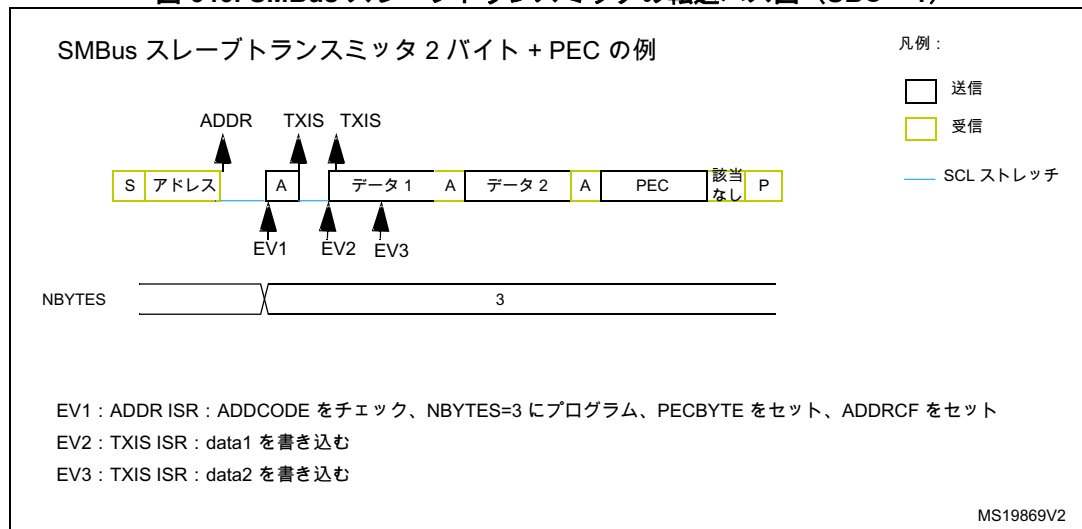 SMBus スレーブトランスミッタ 2 バイト + PEC の例
凡例：
送信
受信
SCL ストレッチ
ADDR TXIS TXIS
S アドレス A データ 1 A データ 2 A PEC 該当なし P
EV1 EV2 EV3
NBYTES 3
EV1：ADDR ISR：ADDCODE をチェック、NBYTES=3 にプログラム、PECBYTE をセット、ADDRCF をセット
EV2：TXIS ISR：data1 を書き込む
EV3：TXIS ISR：data2 を書き込む
MS19869V2